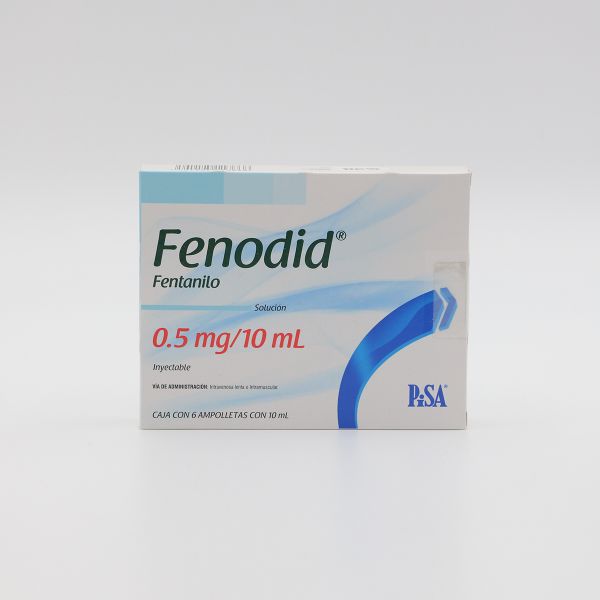 Fenodid®
Fentanilo
Solución
0.5 mg/10 mL
Inyectable
VÍA DE ADMINISTRACIÓN: Intravenosa lenta o Intramuscular
PiSA®
CAJA CON 6 AMPOLLETAS CON 10 mL